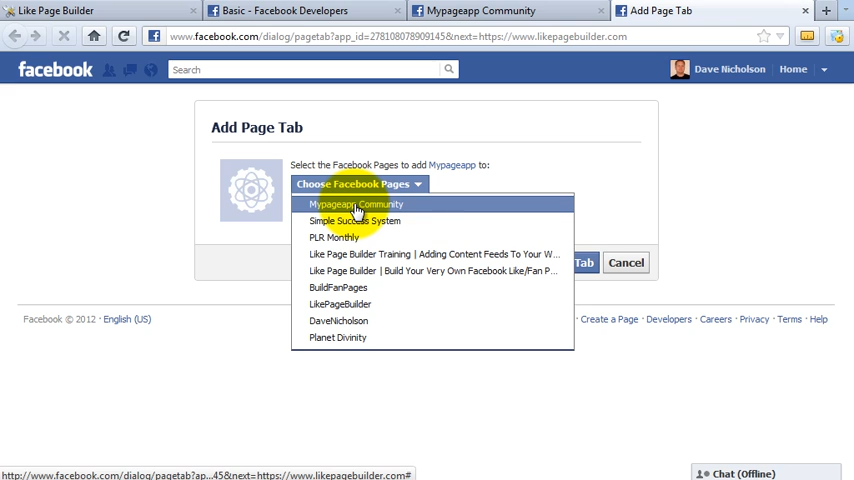 Like Page Builder
Basic - Facebook Developers
Mypageapp Community
Add Page Tab
www.facebook.com/dialog/pagetab?app_id=278108078909145&next=https://www.likepagebuilder.com
facebook
Search
Dave Nicholson
Home
Add Page Tab
Select the Facebook Pages to add Mypageapp to:
Choose Facebook Pages
Mypageapp Community
Simple Success System
PLR Monthly
Like Page Builder Training | Adding Content Feeds To Your W...
Like Page Builder | Build Your Very Own Facebook Like/Fan P...
BuildFanPages
LikePageBuilder
DaveNicholson
Planet Divinity
Tab
Cancel
Facebook © 2012 · English (US)
· Create a Page · Developers · Careers · Privacy · Terms · Help
http://www.facebook.com/dialog/pagetab?ap...45&next=https://www.likepagebuilder.com#
Chat (Offline)